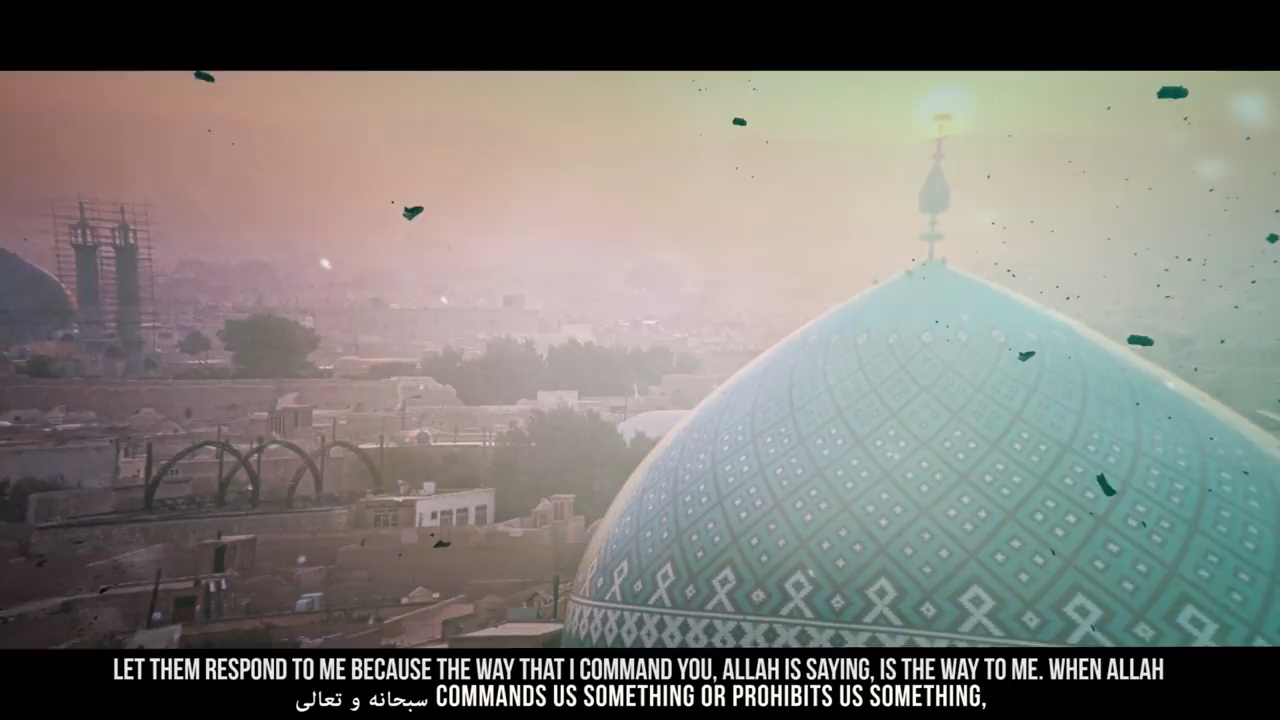 LET THEM RESPOND TO ME BECAUSE THE WAY THAT I COMMAND YOU, ALLAH IS SAYING, IS THE WAY TO ME. WHEN ALLAH
سبحانه و تعالى COMMANDS US SOMETHING OR PROHIBITS US SOMETHING,